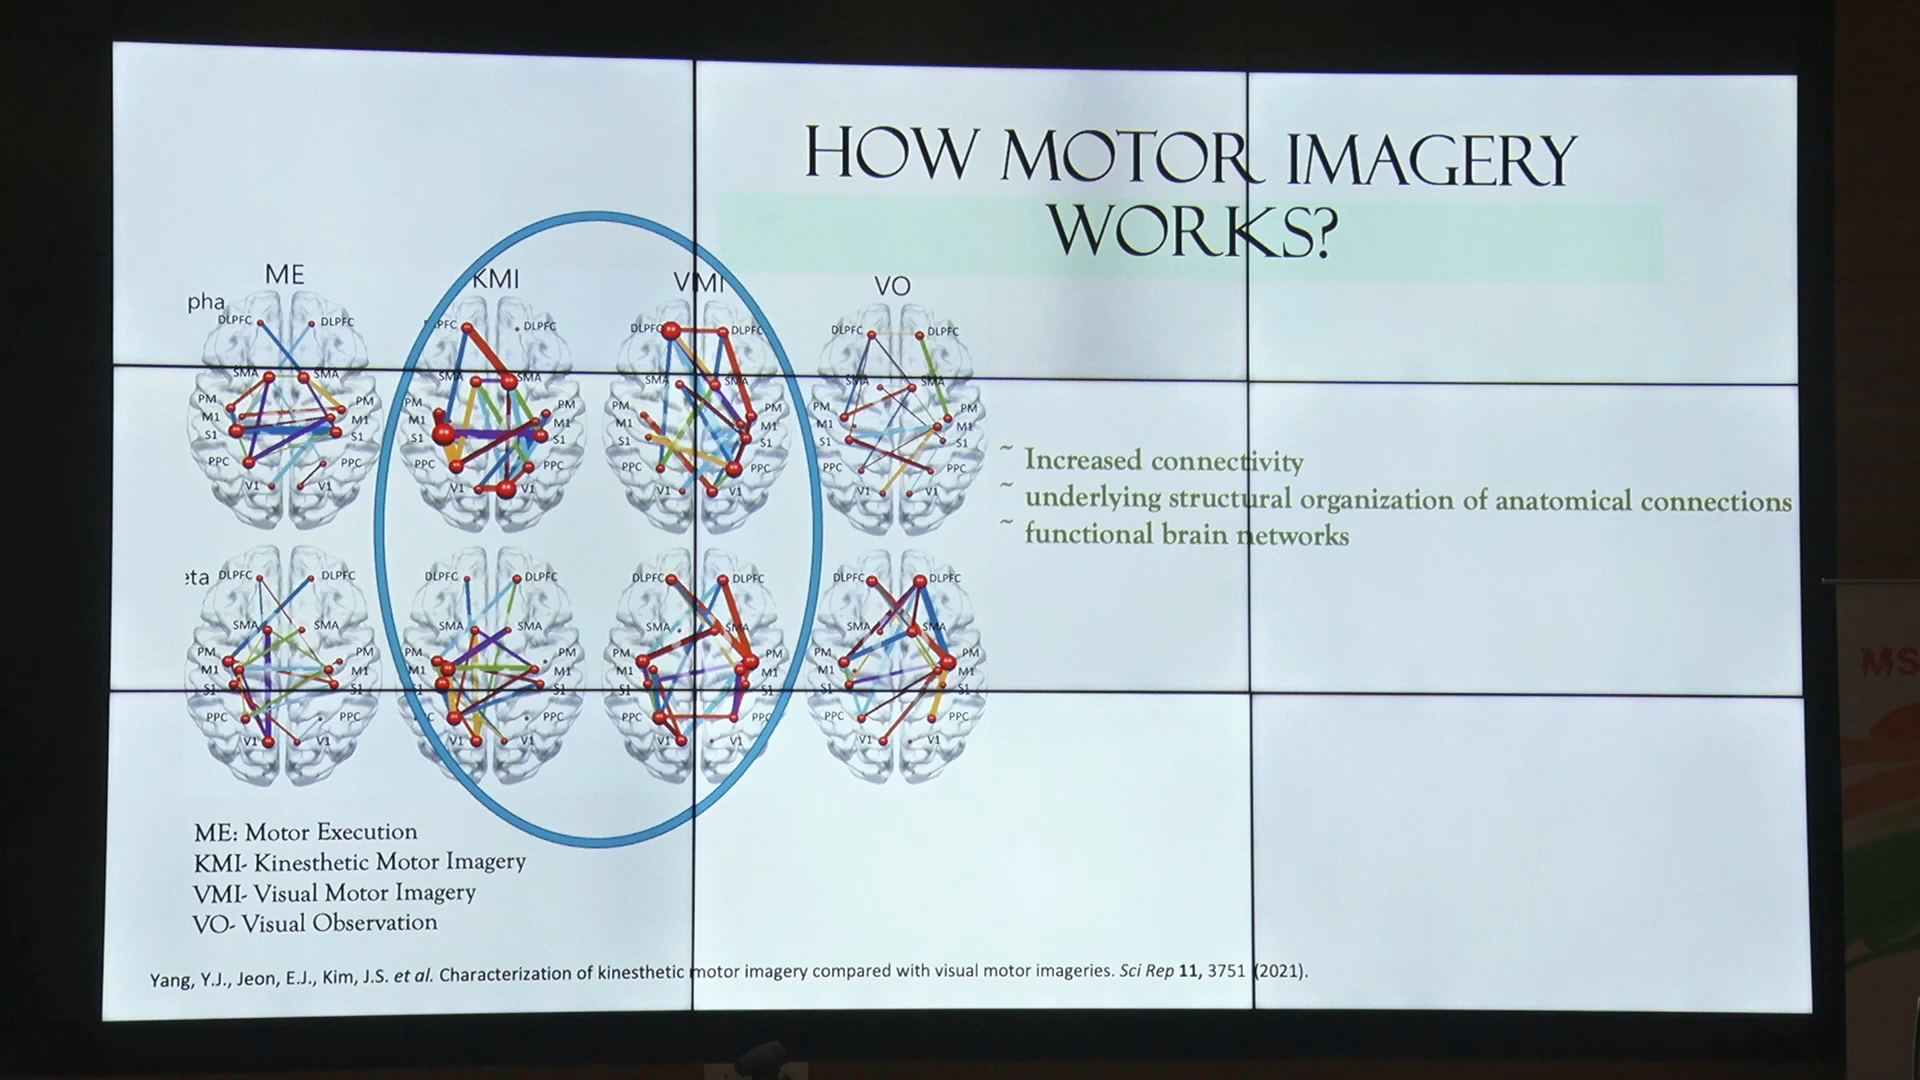 HOW MOTOR IMAGERY
WORKS?
ME KMI VMI VO
pha
DLPFC DLPFC PFC DLPFC DLPFC DLPFC DLPFC DLPFC
SMA SMA SMA SMA SMA SMA SMA SMA
PM PM PM PM PM PM PM PM
M1 M1 M1 M1 M1 M1 M1
S1 S1 S1 S1 S1 S1 S1
PPC PPC PPC PPC PPC PPC PPC PPC
V1 V1 V1 V1 V1 V1 V1 V1
~ Increased connectivity
~ underlying structural organization of anatomical connections
~ functional brain networks
eta DLPFC DLPFC DLPFC DLPFC DLPFC DLPFC DLPFC DLPFC
SMA SMA SMA SMA SMA SMA SMA SMA
PM PM PM PM PM PM PM PM
M1 M1 M1 M1 M1 M1 M1 M1
S1 S1 S1 S1 S1 S1 S1
PPC PPC C PPC PPC PPC PPC PPC
V1 V1 V1 V1 V1 V1 V1 V1
ME: Motor Execution
KMI- Kinesthetic Motor Imagery
VMI- Visual Motor Imagery
VO- Visual Observation
Yang, Y.J., Jeon, E.J., Kim, J.S. et al. Characterization of kinesthetic motor imagery compared with visual motor imageries. Sci Rep 11, 3751 (2021).
MS